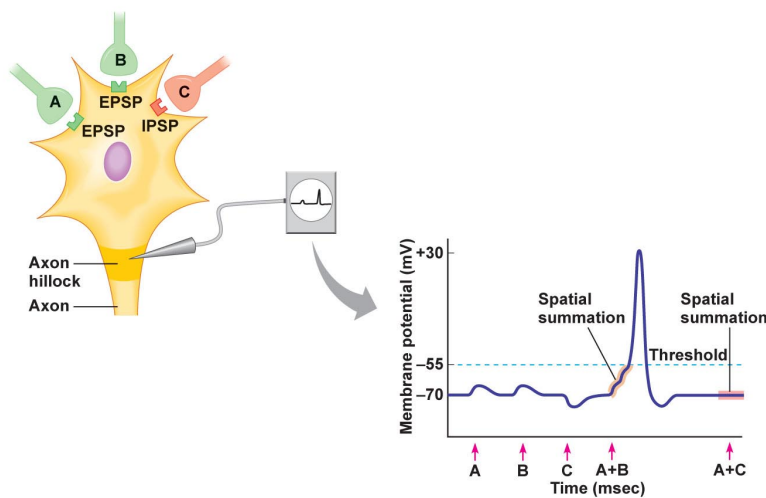 B
A
C
EPSP
EPSP
IPSP
Axon
hillock
Axon
Membrane potential (mV)
+30
–55
–70
Spatial
summation
Spatial
summation
Threshold
A
B
C
A+B
A+C
Time (msec)